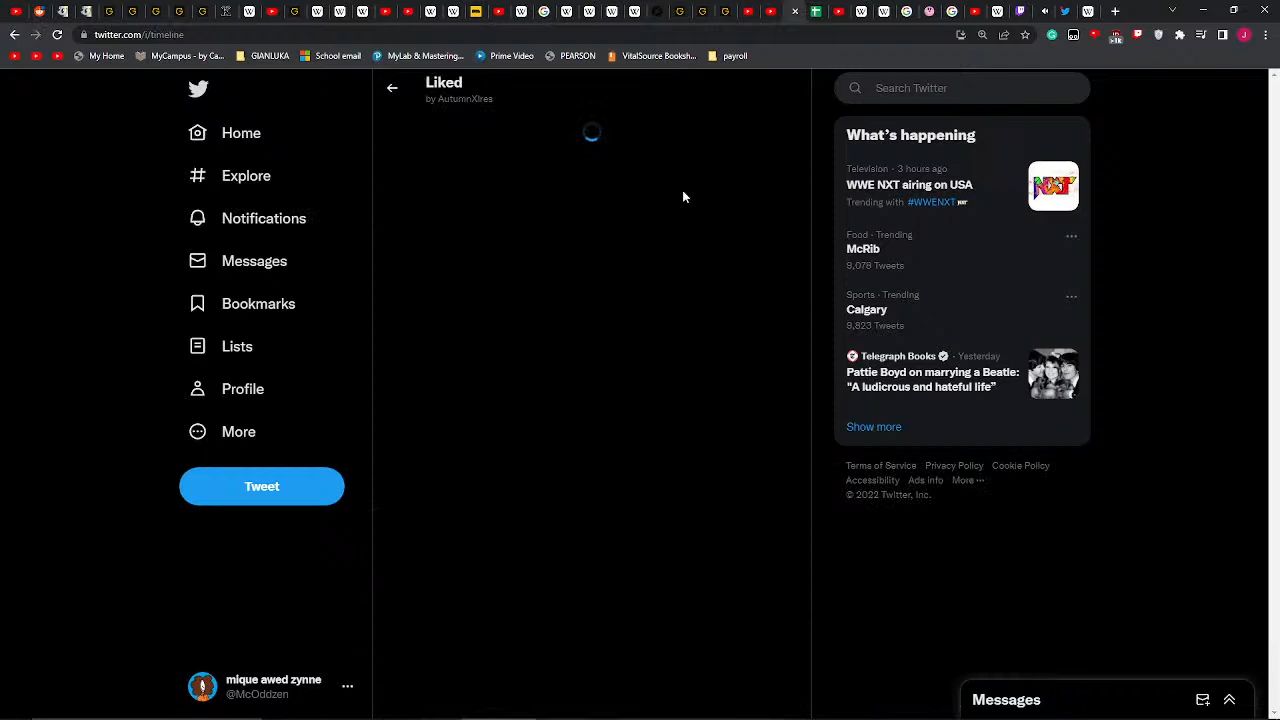 twitter.com/i/timeline
My Home
MyCampus - by Ca...
GIANLUKA
School email
MyLab & Mastering...
Prime Video
PEARSON
VitalSource Booksh...
payroll
Home
Explore
Notifications
Messages
Bookmarks
Lists
Profile
More
Tweet
mique awed zynne
@McOddzen
Liked
by AutumnXIres
Search Twitter
What's happening
Television · 3 hours ago
WWE NXT airing on USA
Trending with #WWENXT
NXT
Food · Trending
McRib
9,078 Tweets
Sports · Trending
Calgary
9,823 Tweets
Telegraph Books · Yesterday
Pattie Boyd on marrying a Beatle:
"A ludicrous and hateful life"
Show more
Terms of Service Privacy Policy Cookie Policy
Accessibility Ads info More ···
© 2022 Twitter, Inc.
Messages